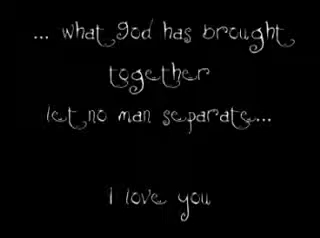 ... what God has brought
together
let no man separate...
I love you